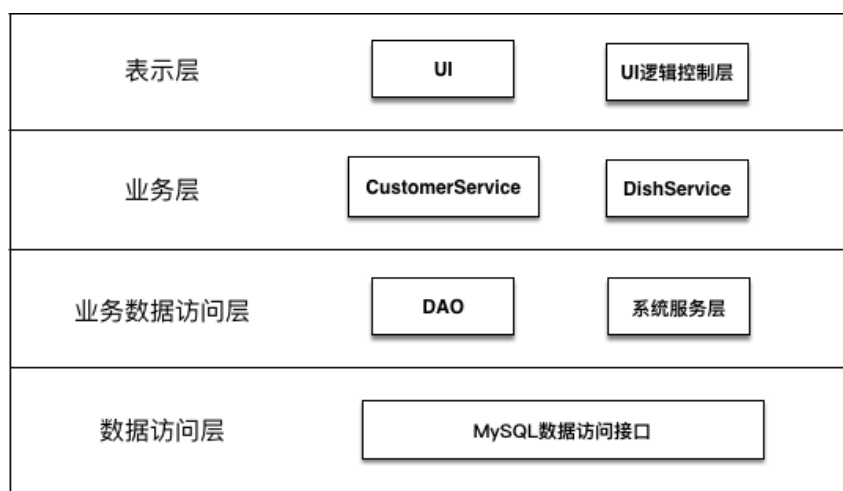 表示层
UI
UI逻辑控制层
业务层
CustomerService
DishService
业务数据访问层
DAO
系统服务层
数据访问层
MySQL数据访问接口